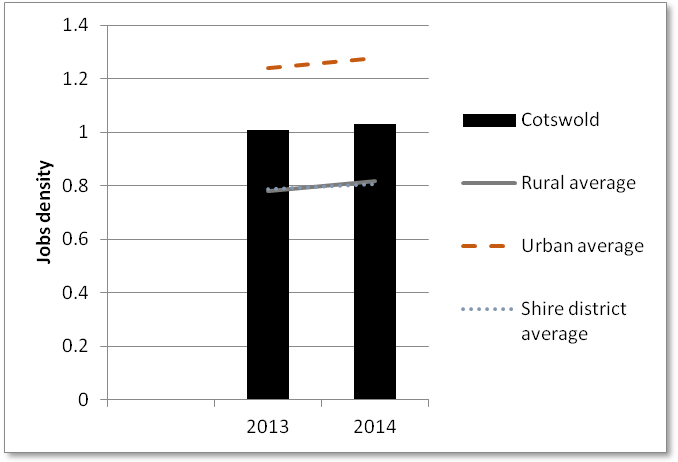 1.4
1.2
1
0.8
0.6
0.4
0.2
0
Jobs density
2013
2014
Cotswold
Rural average
Urban average
Shire district
average